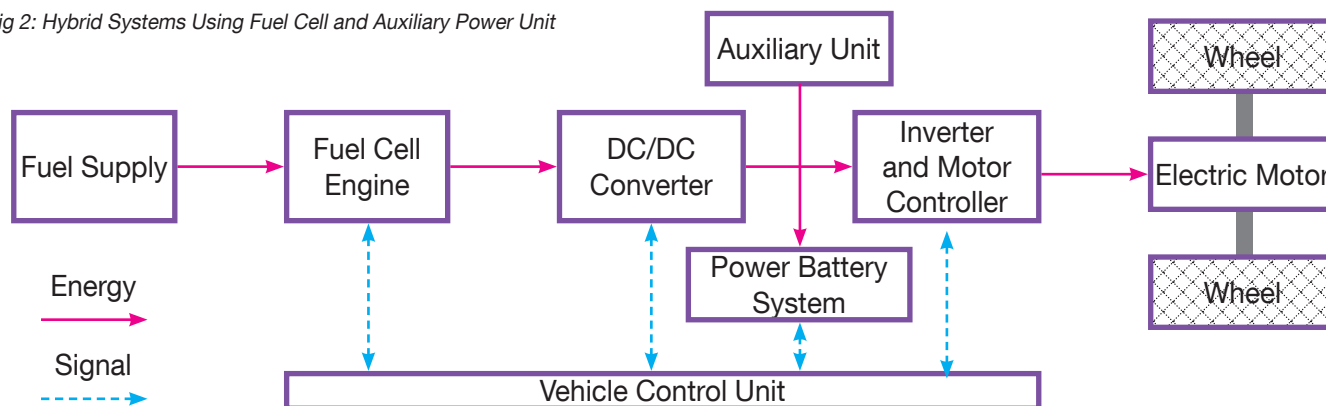 ig 2: Hybrid Systems Using Fuel Cell and Auxiliary Power Unit
Auxiliary Unit
Wheel
Fuel Supply
Fuel Cell
Engine
DC/DC
Converter
Inverter
and Motor
Controller
Electric Motor
Power Battery
System
Wheel
Energy
Signal
Vehicle Control Unit